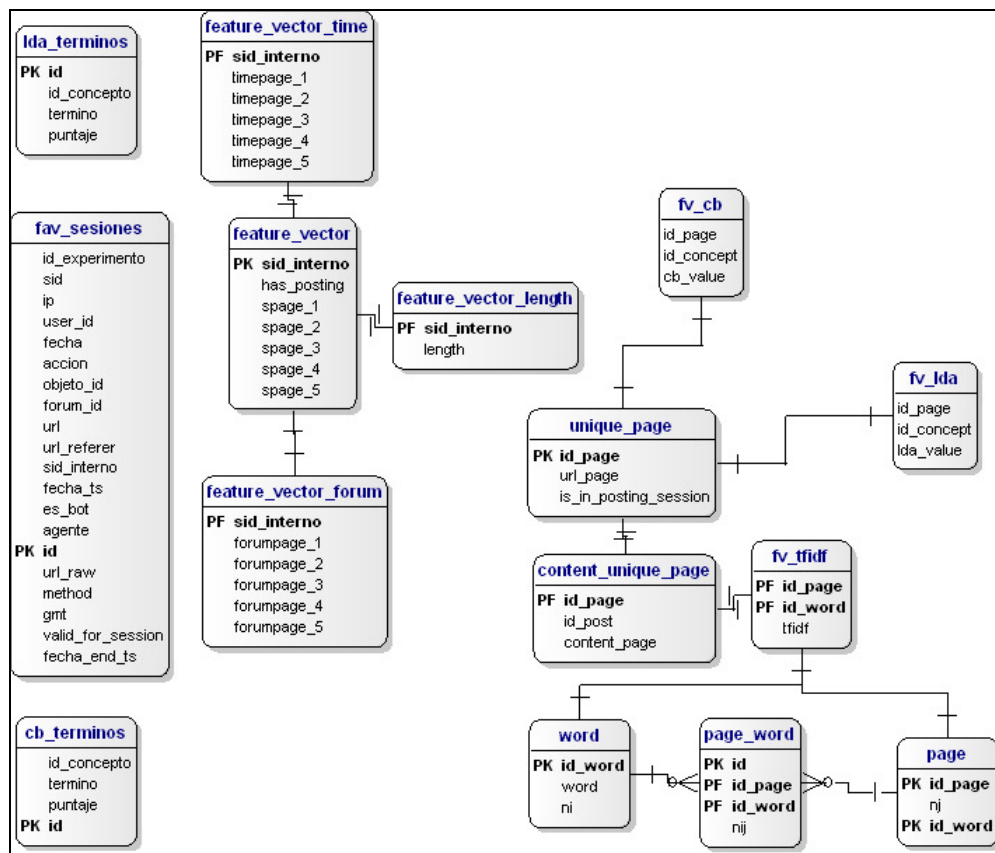 lda_terminos
PK id
id_concepto
termino
puntaje
feature_vector_time
PF sid_interno
timepage_1
timepage_2
timepage_3
timepage_4
timepage_5
fav_sesiones
id_experimento
sid
ip
user_id
fecha
accion
objeto_id
forum_id
url
url_referer
sid_interno
fecha_ts
es_bot
agente
PK id
url_raw
method
gmt
valid_for_session
fecha_end_ts
feature_vector
PK sid_interno
has_posting
spage_1
spage_2
spage_3
spage_4
spage_5
feature_vector_length
PF sid_interno
length
feature_vector_forum
PF sid_interno
forumpage_1
forumpage_2
forumpage_3
forumpage_4
forumpage_5
fv_cb
id_page
id_concept
cb_value
fv_lda
id_page
id_concept
lda_value
unique_page
PK id_page
url_page
is_in_posting_session
content_unique_page
PF id_page
id_post
content_page
fv_tfidf
PF id_page
PF id_word
tfidf
cb_terminos
id_concepto
termino
puntaje
PK id
word
PK id_word
word
ni
page_word
PK id
PF id_page
PF id_word
nij
page
PK id_page
nj
PK id_word